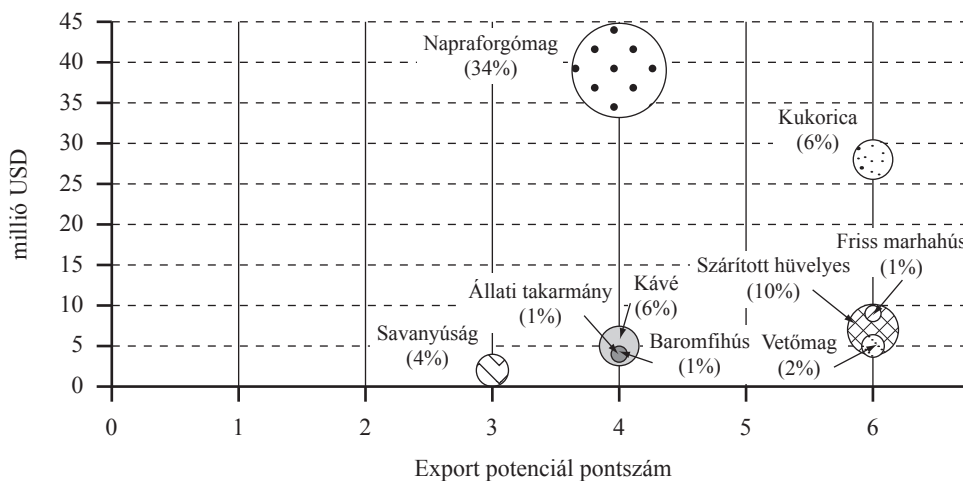 millió USD
45
40
35
30
25
20
15
10
5
0
Napraforgómag
(34%)
Kukorica
(6%)
Friss marhahús
(1%)
Szárított hüvelyes
(10%)
Kávé
(6%)
Állati takarmány
(1%)
Savanyúság
(4%)
Baromfihús
(1%)
Vetőmag
(2%)
0 1 2 3 4 5 6
Export potenciál pontszám